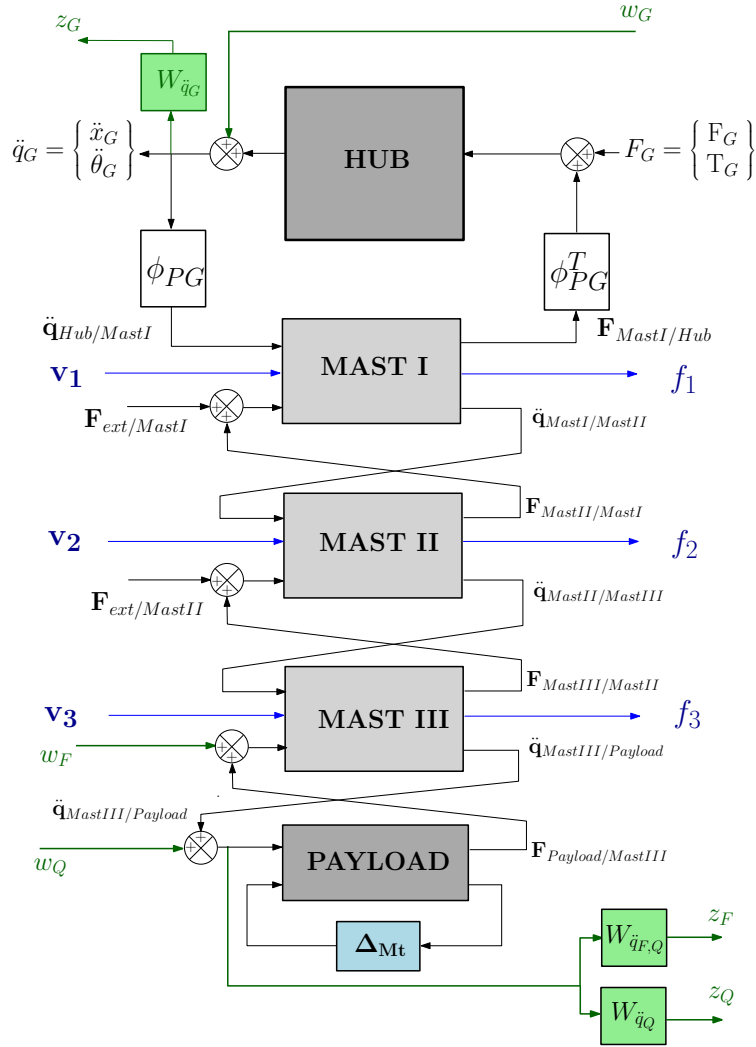 z_G
w_G
W_{q̈_G}
q̈_G = { ẍ_G θ̈_G }
+
+
HUB
+
+
F_G = { F_G T_G }
ϕ_{PG}
ϕ^T_{PG}
q̈_{Hub/MastI}
F_{MastI/Hub}
MAST I
v_1
f_1
+
+
F_{ext/MastI}
q̈_{MastI/MastII}
F_{MastII/MastI}
v_2
MAST II
f_2
+
+
F_{ext/MastII}
q̈_{MastII/MastIII}
F_{MastIII/MastII}
v_3
MAST III
f_3
w_F
+
+
q̈_{MastIII/Payload}
q̈_{MastIII/Payload}
+
+
w_Q
PAYLOAD
F_{Payload/MastIII}
Δ_{Mt}
W_{q̈_{F,Q}}
z_F
W_{q̈_Q}
z_Q